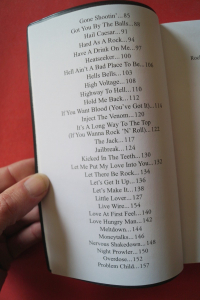 Gone Shootin'... 85
Got You By The Balls... 88
Hail Caesar... 91
Hard As A Rock... 94
Have A Drink On Me... 97
Heatseeker... 100
Hell Ain't A Bad Place To Be... 106
Hells Bells... 103
High Voltage... 108
Highway To Hell... 110
Hold Me Back... 112
If You Want Blood (You've Got It)... 116
Inject The Venom... 120
It's A Long Way To The Top
(If You Wanna Rock 'N' Roll)... 122
The Jack... 117
Jailbreak... 124
Kicked In The Teeth... 130
Let Me Put My Love Into You... 132
Let There Be Rock... 134
Let's Get It Up... 136
Let's Make It... 138
Little Lover... 127
Live Wire... 154
Love At First Feel... 140
Love Hungry Man... 142
Meltdown... 144
Moneytalks... 146
Nervous Shakedown... 148
Night Prowler... 150
Overdose... 152
Problem Child... 157
Ro